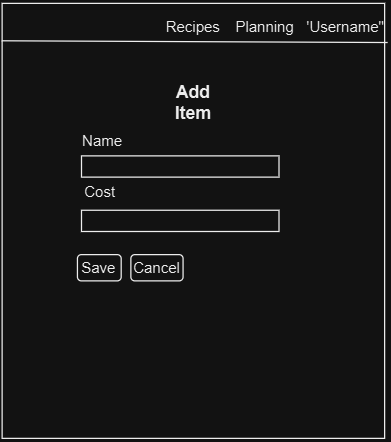 Recipes Planning 'Username"
Add
Item
Name
Cost
Save Cancel